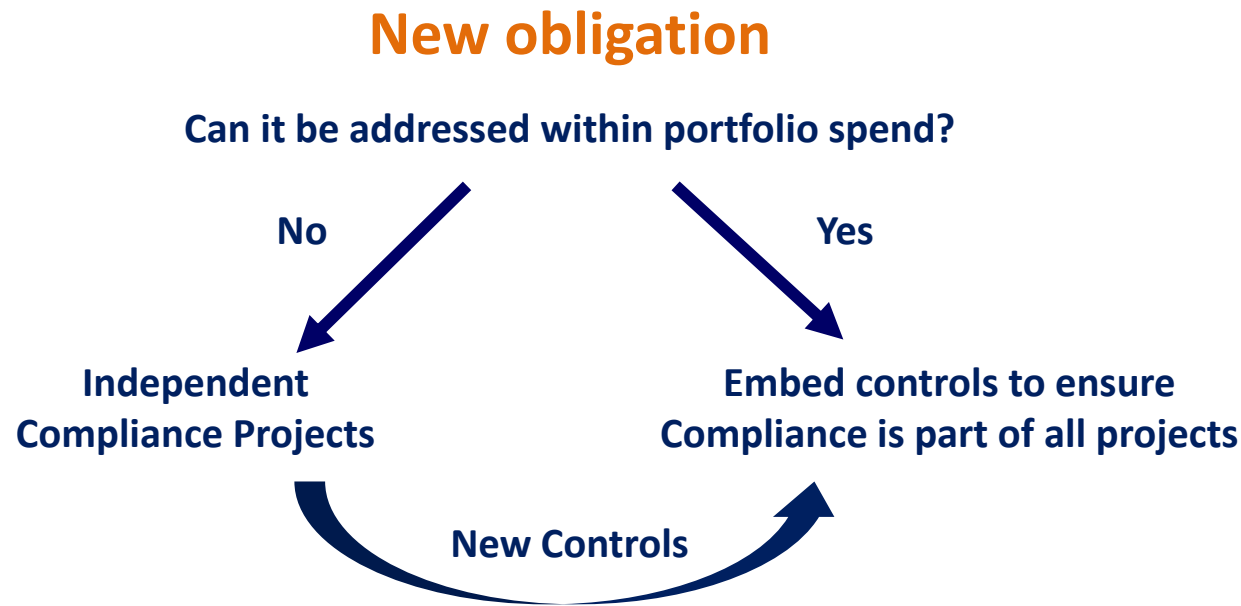 New obligation
Can it be addressed within portfolio spend?
No
Yes
Independent
Compliance Projects
Embed controls to ensure
Compliance is part of all projects
New Controls